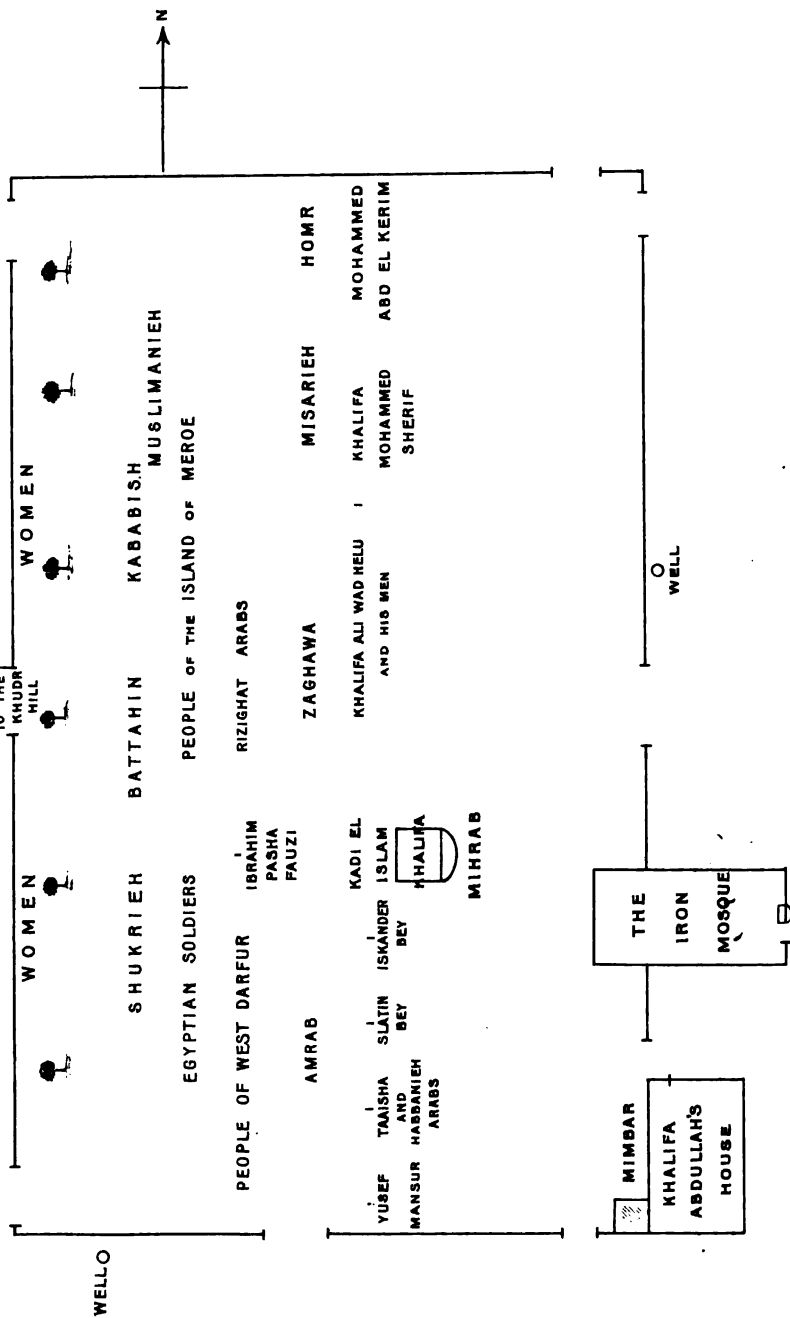 TO THE
KHUDR
HILL
WOMEN
WOMEN
WELL
SHUKRIEH
BATTAHIN
KABABISH
MUSLIMANIEH
N
EGYPTIAN SOLDIERS
PEOPLE OF THE ISLAND OF MEROE
PEOPLE OF WEST DARFUR
IBRAHIM
PASHA
FAUZI
RIZIGHAT ARABS
AMRAB
ZAGHAWA
MISARIEH
HOMR
YUSEF
MANSUR
TAAISHA
AND
HABBANIEH
ARABS
SLATIN
BEY
ISKANDER
BEY
KADI EL
ISLAM
KHALIFA
MIHRAB
KHALIFA ALI WAD HELU
AND HIS MEN
KHALIFA
MOHAMMED
SHERIF
MOHAMMED
ABD EL KERIM
MIMBAR
KHALIFA
ABDULLAH'S
HOUSE
THE
IRON
MOSQUE
WELL